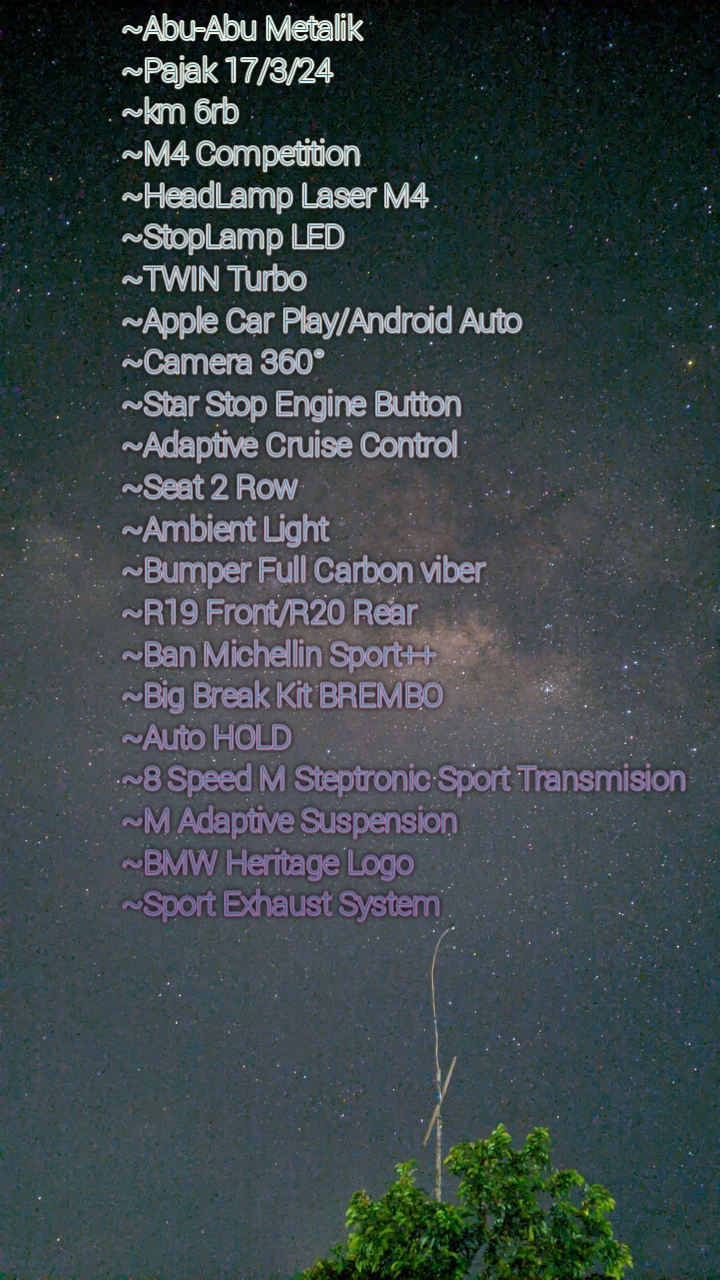 ~Abu-Abu Metalik
~Pajak 17/3/24
~km 6rb
~M4 Competition
~HeadLamp Laser M4
~StopLamp LED
~TWIN Turbo
~Apple Car Play/Android Auto
~Camera 360°
~Star Stop Engine Button
~Adaptive Cruise Control
~Seat 2 Row
~Ambient Light
~Bumper Full Carbon viber
~R19 Front/R20 Rear
~Ban Michellin Sport++
~Big Break Kit BREMBO
~Auto HOLD
~8 Speed M Steptronic Sport Transmision
~M Adaptive Suspension
~BMW Heritage Logo
~Sport Exhaust System